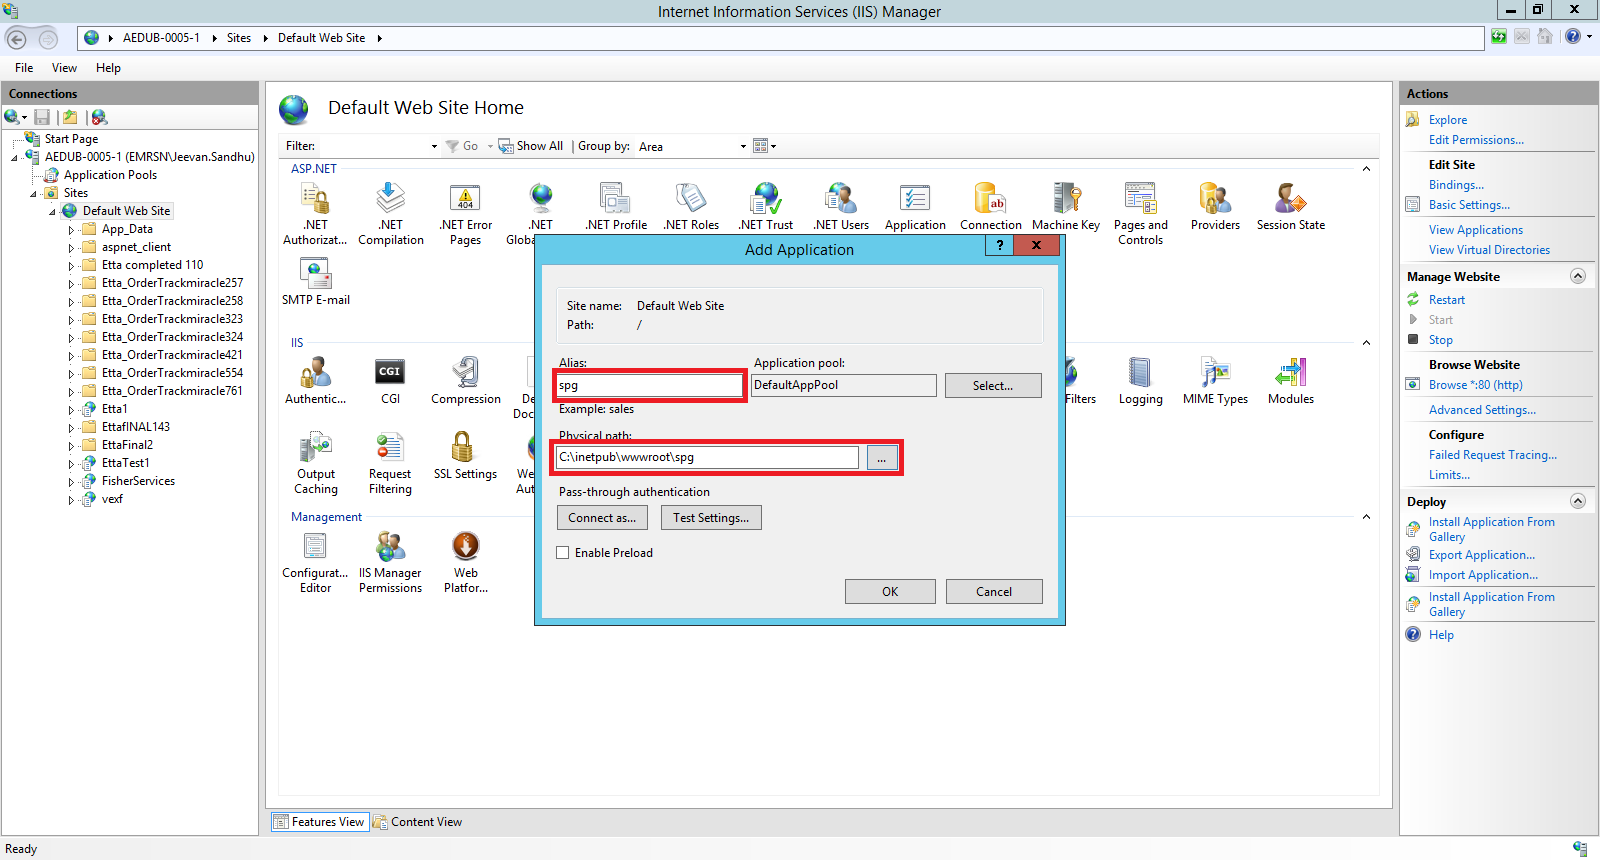 Internet Information Services (IIS) Manager
AEDUB-0005-1 Sites Default Web Site
File View Help
Connections
Start Page
AEDUB-0005-1 (EMRSN\Jeevan.Sandhu)
Application Pools
Sites
Default Web Site
App_Data
aspnet_client
Etta completed 110
Etta_OrderTrackmiracle257
Etta_OrderTrackmiracle258
Etta_OrderTrackmiracle323
Etta_OrderTrackmiracle324
Etta_OrderTrackmiracle421
Etta_OrderTrackmiracle554
Etta_OrderTrackmiracle761
Etta1
EttafINAL143
EttaFinal2
EttaTest1
FisherServices
vexf
Default Web Site Home
Filter: Go Show All Group by: Area
ASP.NET
.NET Authorizat...
.NET Compilation
.NET Error Pages
.NET
.NET Profile
.NET Roles
.NET Trust
.NET Users
Application
Connection
Machine Key
Pages and Controls
Providers
Session State
SMTP E-mail
IIS
Authentic...
CGI
Compression
Filters
Logging
MIME Types
Modules
Output Caching
Request Filtering
SSL Settings
Management
Configurat... Editor
IIS Manager Permissions
Web Platfor...
Add Application
Site name: Default Web Site
Path: /
Alias: Application pool:
spg DefaultAppPool Select...
Example: sales
Physical path:
C:\inetpub\wwwroot\spg ...
Pass-through authentication
Connect as... Test Settings...
Enable Preload
OK Cancel
Features View Content View
Actions
Explore
Edit Permissions...
Edit Site
Bindings...
Basic Settings...
View Applications
View Virtual Directories
Manage Website
Restart
Start
Stop
Browse Website
Browse *:80 (http)
Advanced Settings...
Configure
Failed Request Tracing...
Limits...
Deploy
Install Application From
Gallery
Export Application...
Import Application...
Install Application From
Gallery
Help
Ready